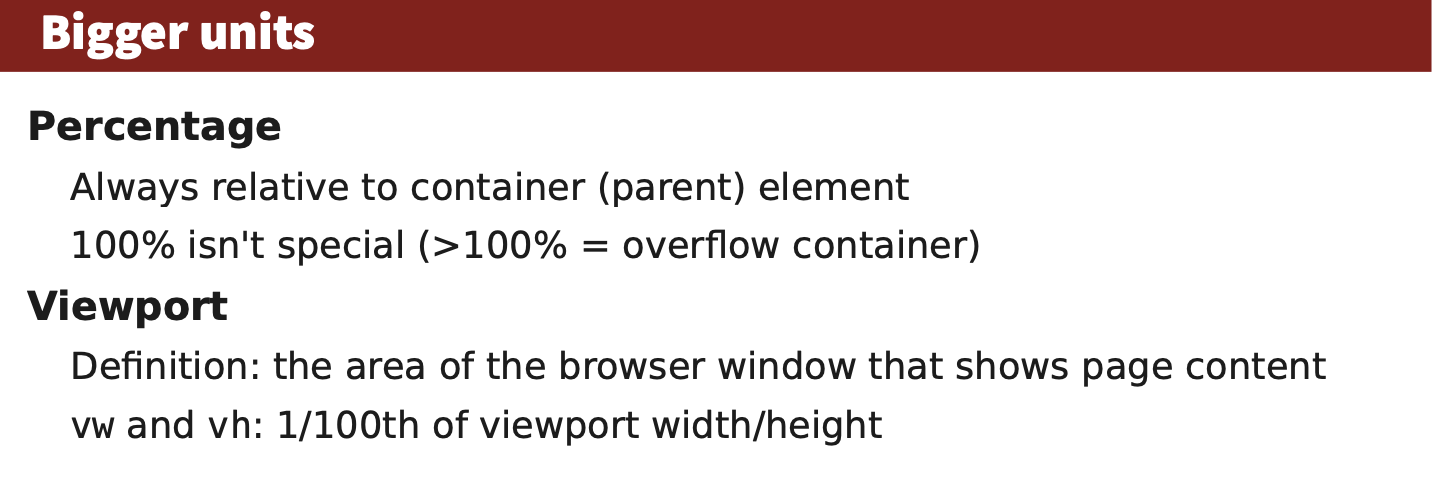 Bigger units
Percentage
Always relative to container (parent) element
100% isn't special (>100% = overflow container)
Viewport
Definition: the area of the browser window that shows page content
vw and vh: 1/100th of viewport width/height